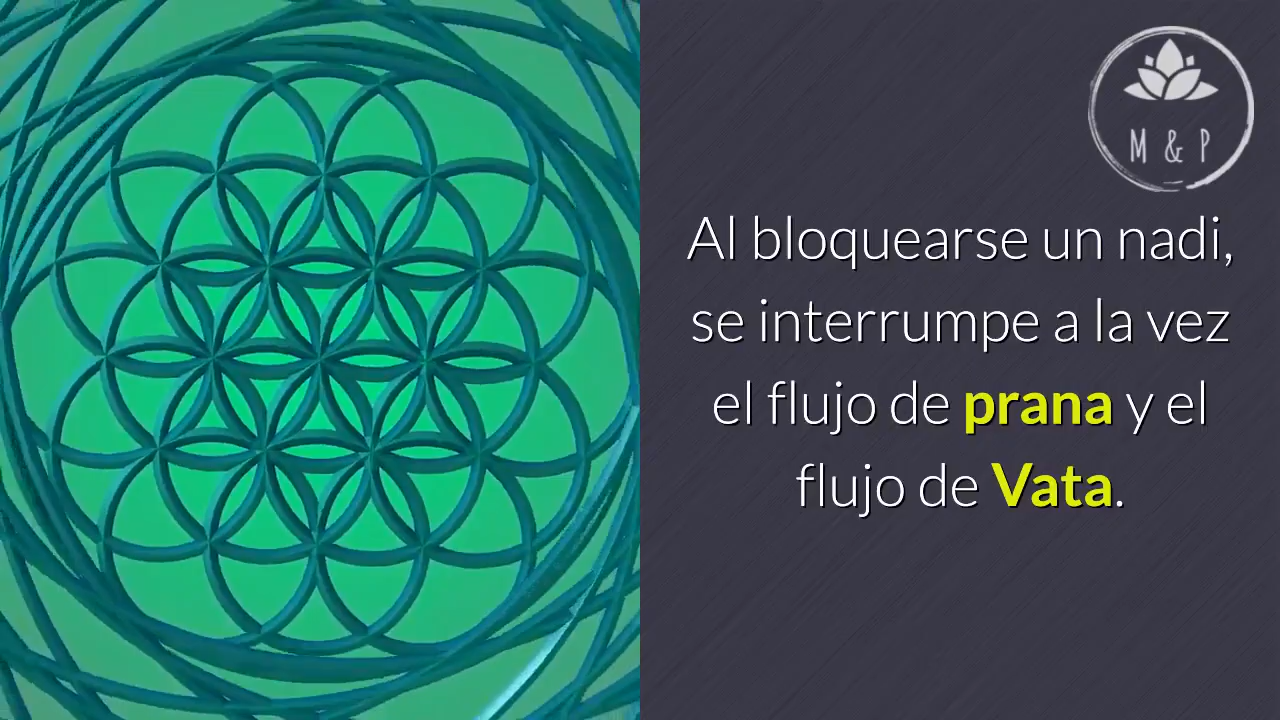 M & P
Al bloquearse un nadi,
se interrumpe a la vez
el flujo de prana y el
flujo de Vata.